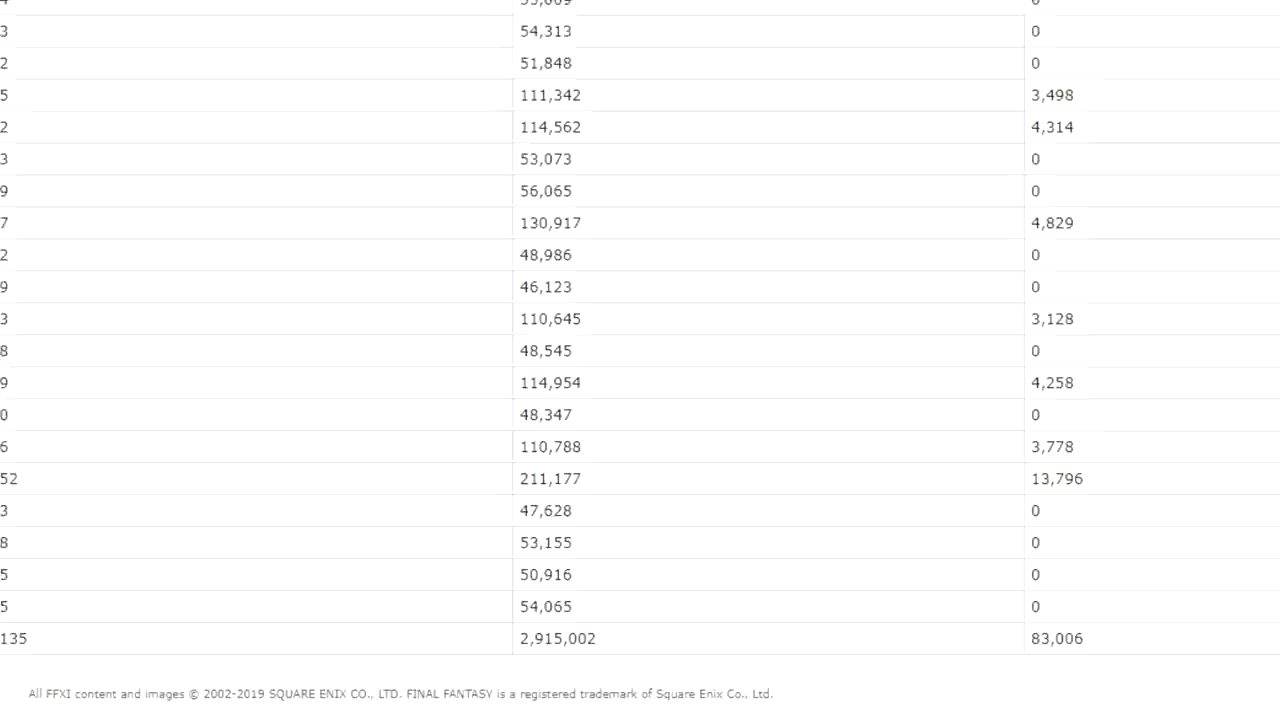 3 54,313 0
2 51,848 0
5 111,342 3,498
2 114,562 4,314
3 53,073 0
9 56,065 0
7 130,917 4,829
2 48,986 0
9 46,123 0
3 110,645 3,128
8 48,545 0
9 114,954 4,258
0 48,347 0
6 110,788 3,778
52 211,177 13,796
3 47,628 0
8 53,155 0
5 50,916 0
5 54,065 0
135 2,915,002 83,006
All FFXI content and images © 2002-2019 SQUARE ENIX CO., LTD. FINAL FANTASY is a registered trademark of Square Enix Co., Ltd.